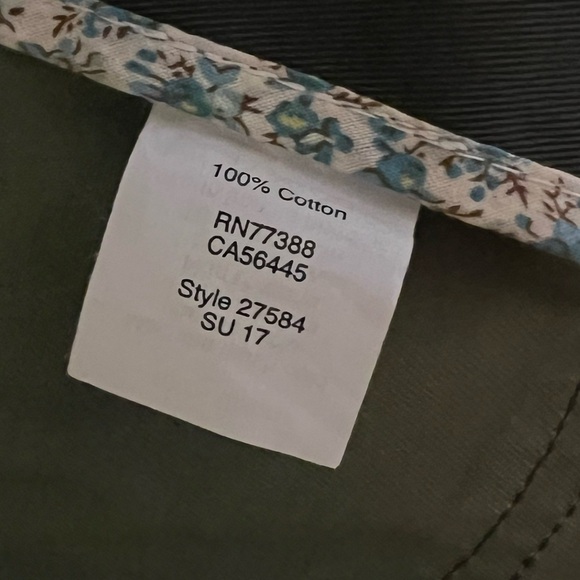 100% Cotton
RN77388
CA56445
Style 27584
SU 17